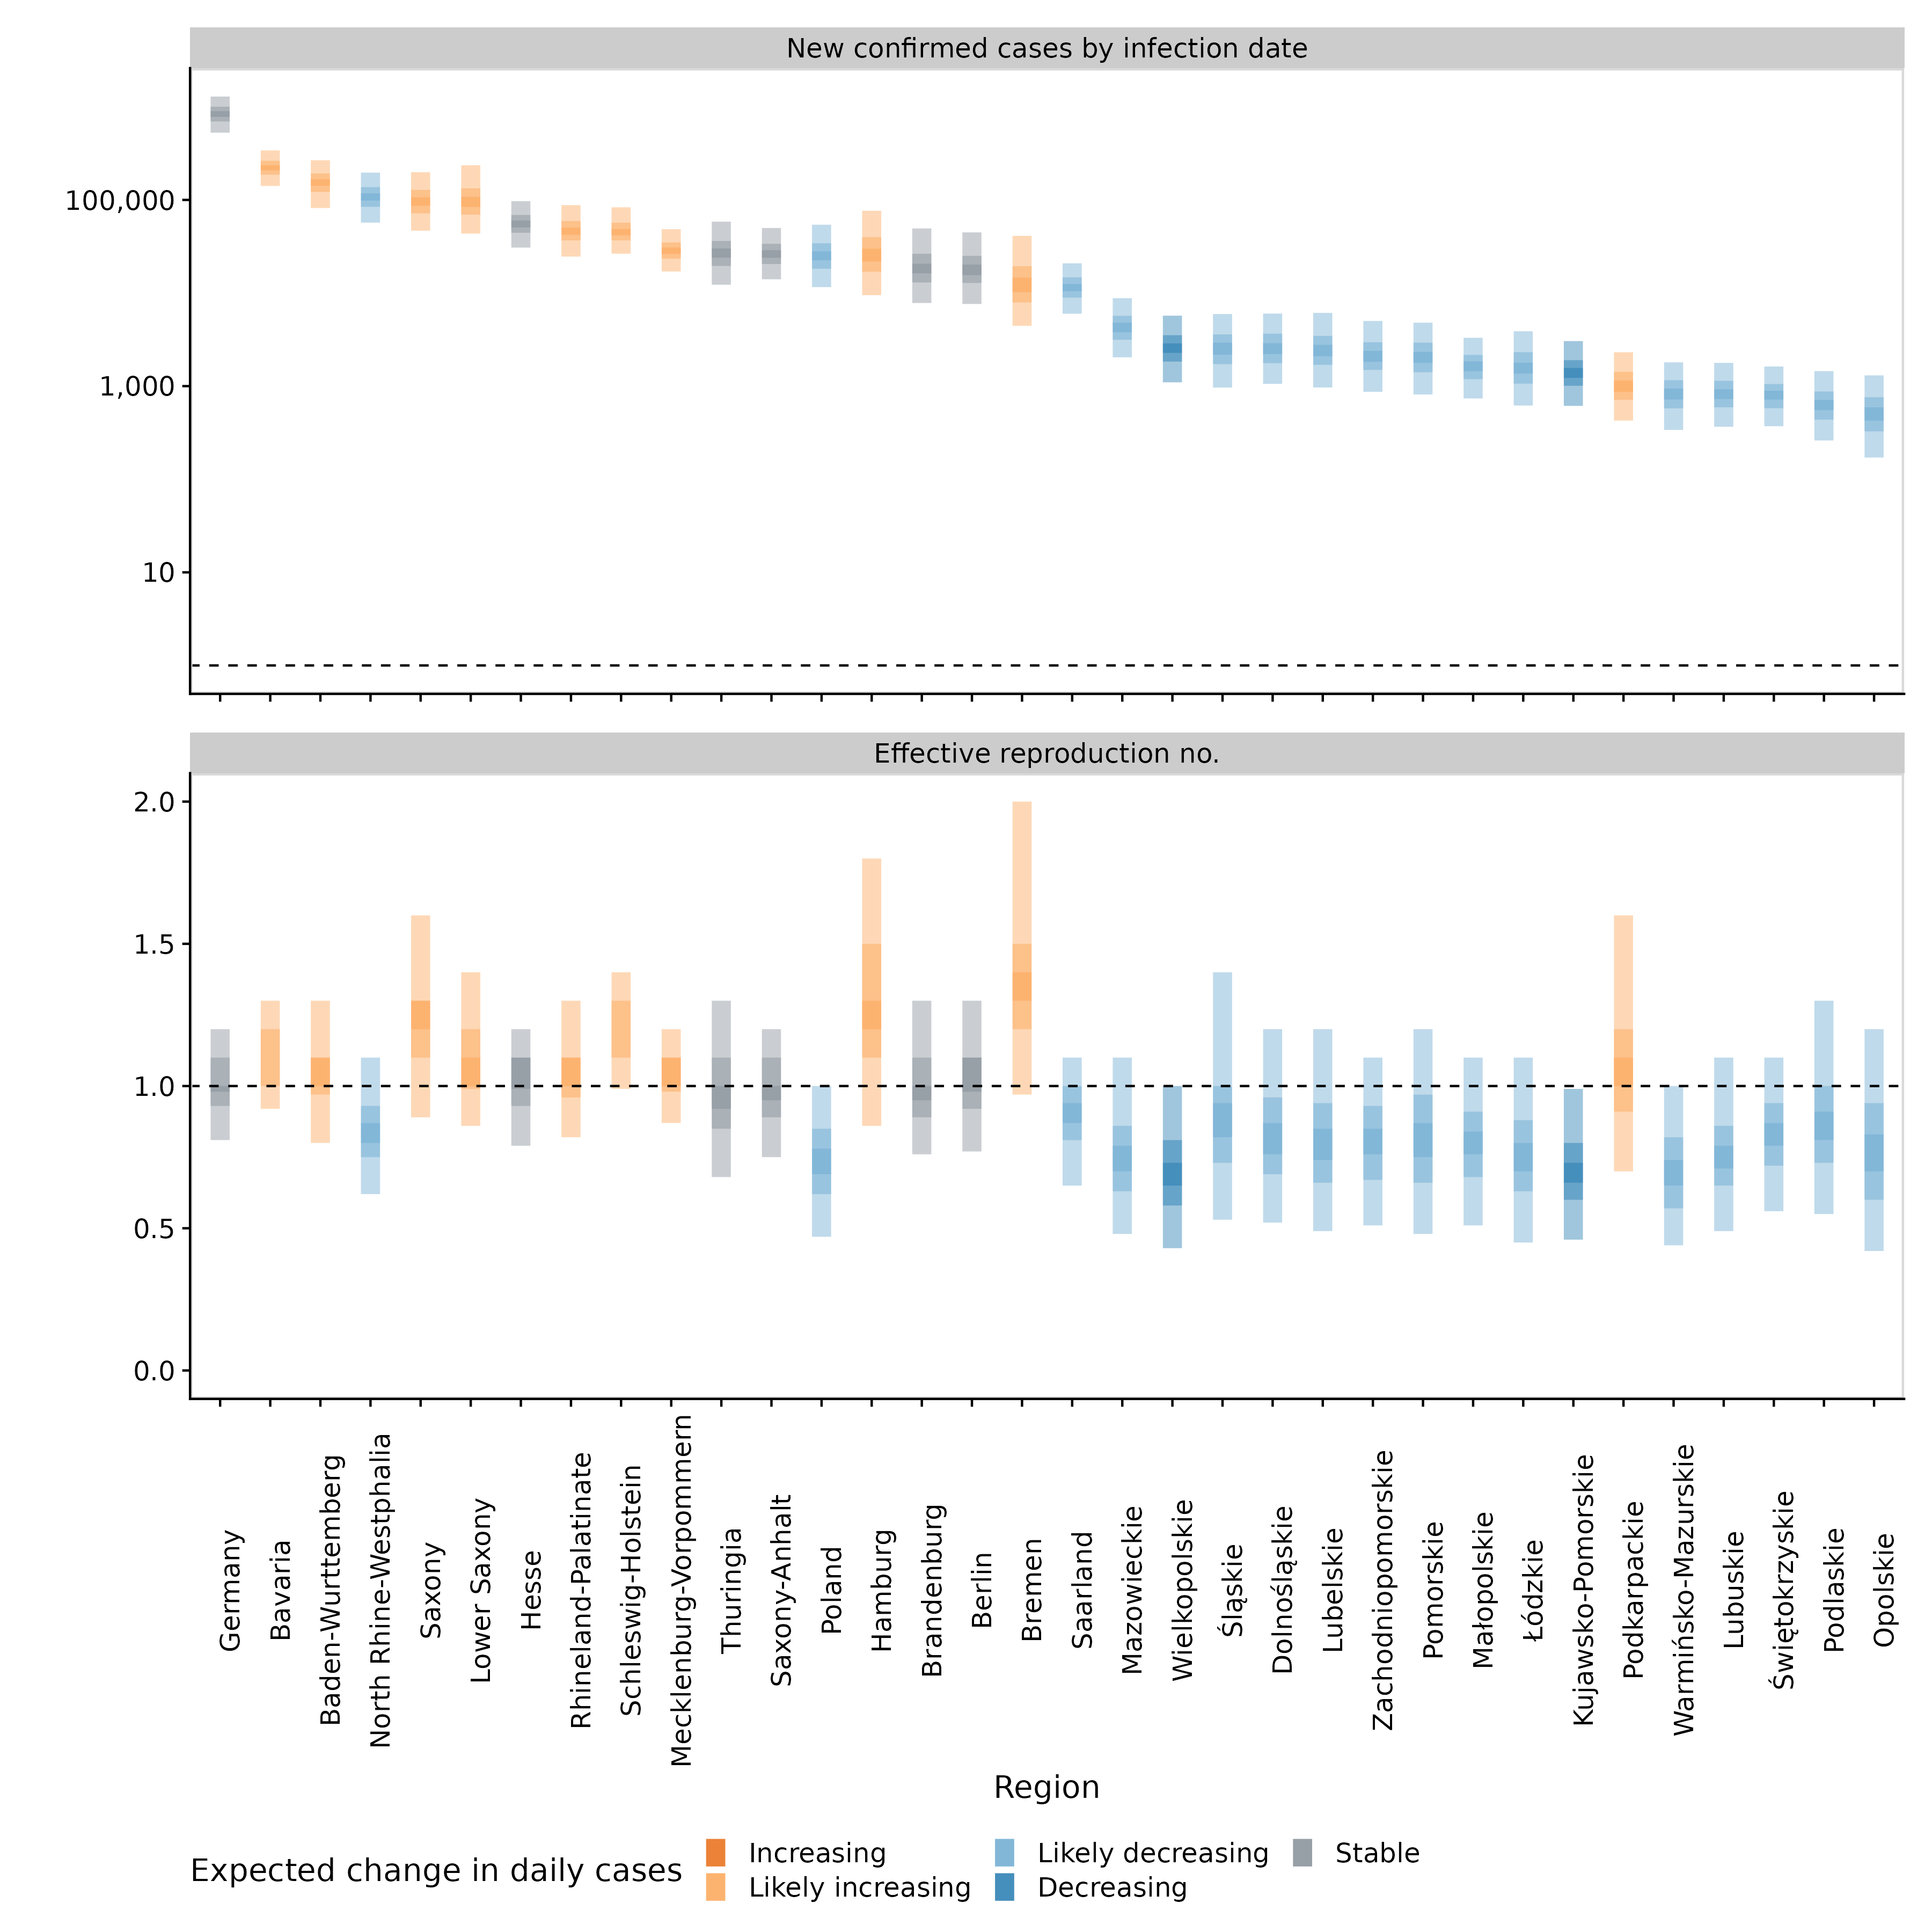 New confirmed cases by infection date
100,000
1,000
10
Effective reproduction no.
2.0
1.5
1.0
0.5
0.0
Germany
Bavaria
Baden-Wurttemberg
North Rhine-Westphalia
Saxony
Lower Saxony
Hesse
Rhineland-Palatinate
Schleswig-Holstein
Mecklenburg-Vorpommern
Thuringia
Saxony-Anhalt
Poland
Hamburg
Brandenburg
Berlin
Bremen
Saarland
Mazowieckie
Wielkopolskie
Śląskie
Dolnośląskie
Lubelskie
Zachodniopomorskie
Pomorskie
Małopolskie
Łódzkie
Kujawsko-Pomorskie
Podkarpackie
Warmińsko-Mazurskie
Lubuskie
Świętokrzyskie
Podlaskie
Opolskie
Region
Expected change in daily cases
Increasing
Likely increasing
Likely decreasing
Decreasing
Stable